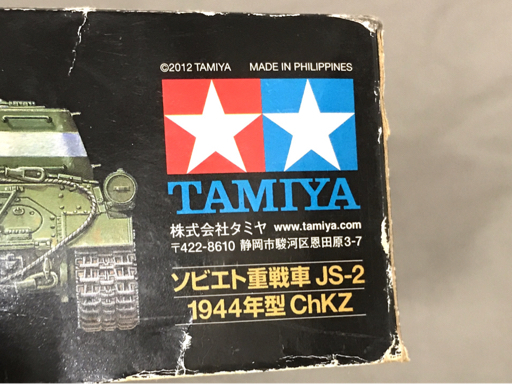 ©2012 TAMIYA MADE IN PHILIPPINES
TAMIYA
株式会社タミヤ www.tamiya.com
〒422-8610 静岡市駿河区恩田原3-7
ソビエト重戦車 JS-2
1944年型 ChKZ